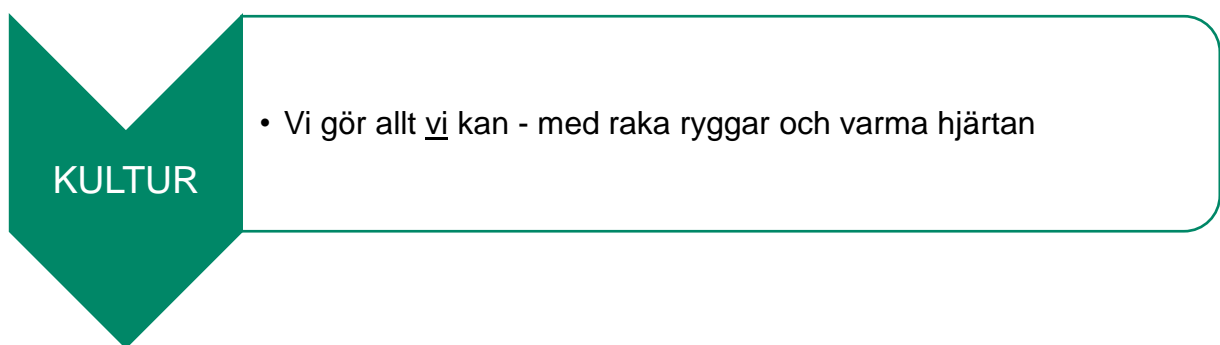 KULTUR
• Vi gör allt vi kan - med raka ryggar och varma hjärtan